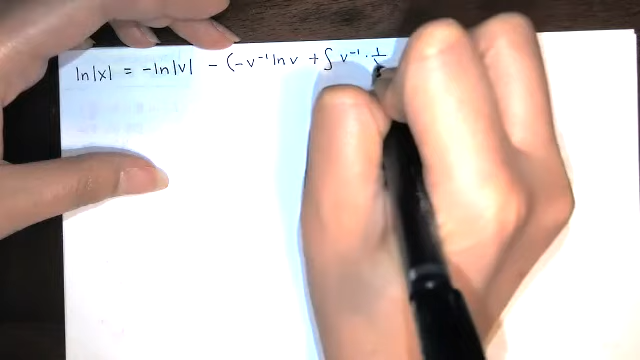 ln|x| = -ln|v| - (-v⁻¹ ln v + ∫ v⁻¹ · 1/